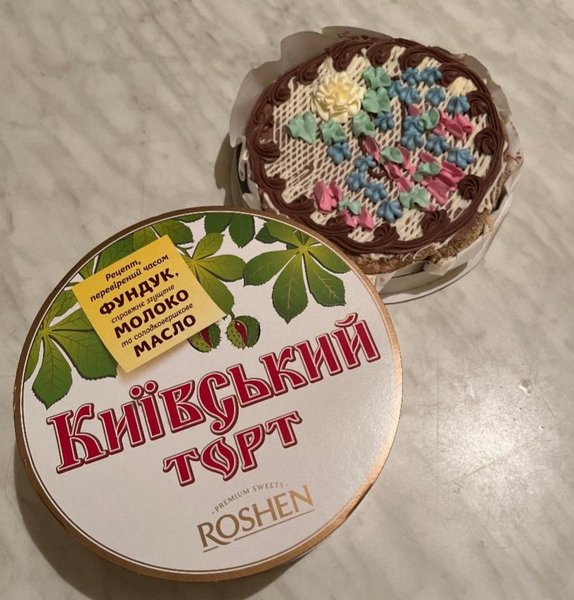 Рецепт,
перевірений часом
ФУНДУК,
справжнє згущене
МОЛОКО
та солодковершкове
МАСЛО
Київський
торт
• PREMIUM SWEETS •
ROSHEN